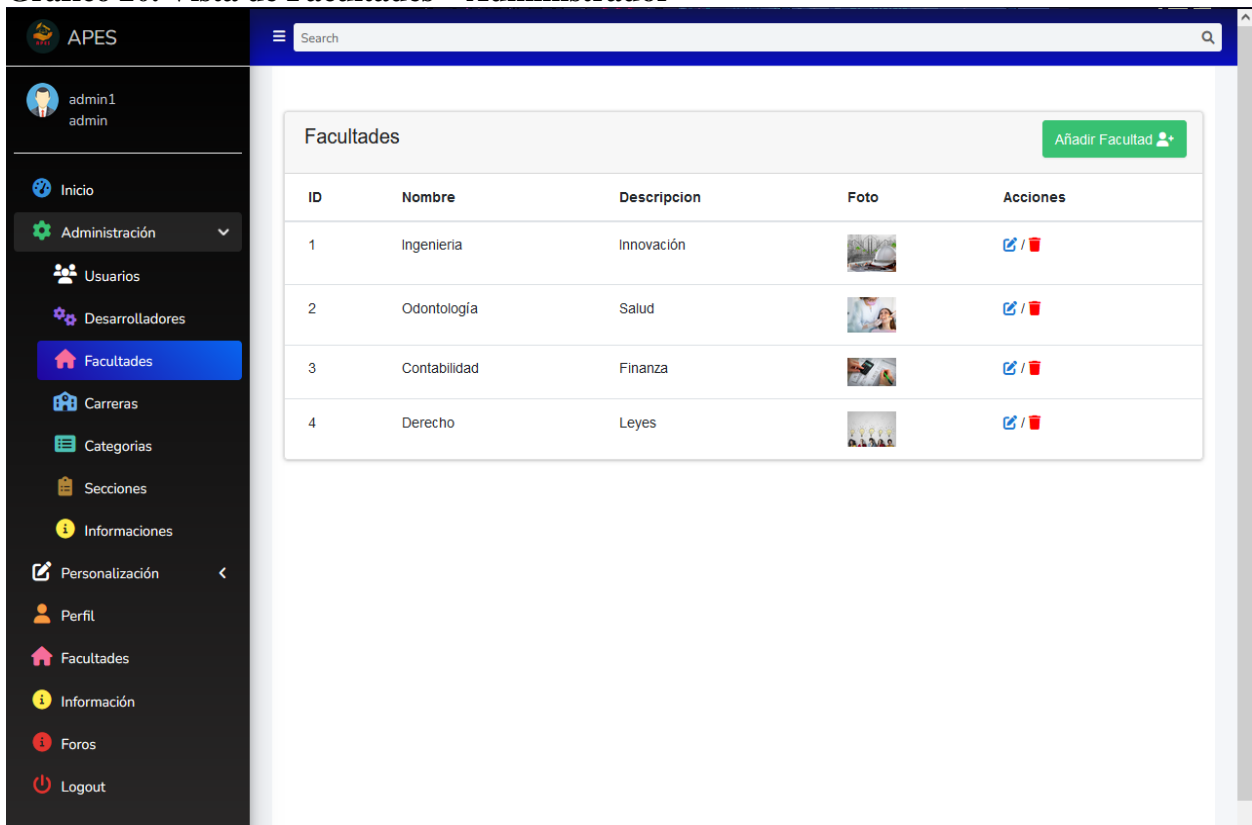 APES
Search
admin1
admin
Inicio
Administración
Usuarios
Desarrolladores
Facultades
Carreras
Categorias
Secciones
Informaciones
Personalización
Perfil
Facultades
Información
Foros
Logout
Facultades
Añadir Facultad
ID Nombre Descripcion Foto Acciones
1 Ingenieria Innovación /
2 Odontología Salud /
3 Contabilidad Finanza /
4 Derecho Leyes /